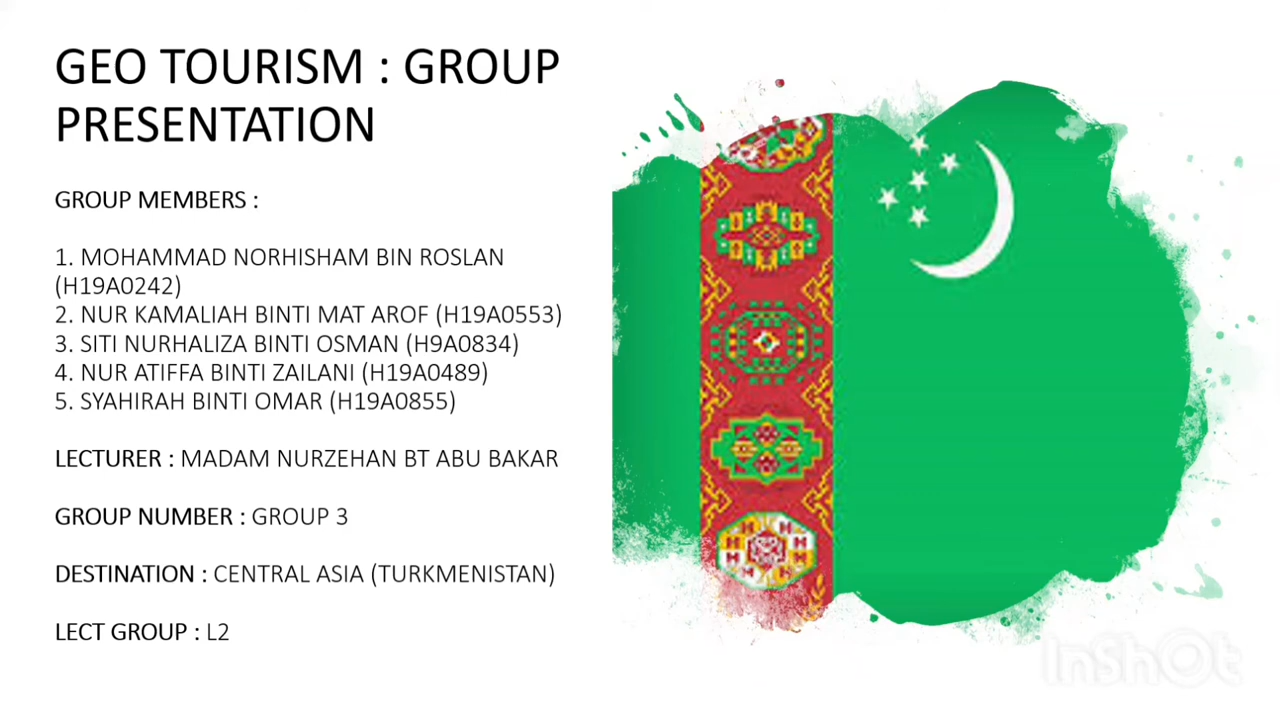 GEO TOURISM : GROUP
PRESENTATION
GROUP MEMBERS :
1. MOHAMMAD NORHISHAM BIN ROSLAN
(H19A0242)
2. NUR KAMALIAH BINTI MAT AROF (H19A0553)
3. SITI NURHALIZA BINTI OSMAN (H9A0834)
4. NUR ATIFFA BINTI ZAILANI (H19A0489)
5. SYAHIRAH BINTI OMAR (H19A0855)
LECTURER : MADAM NURZEHAN BT ABU BAKAR
GROUP NUMBER : GROUP 3
DESTINATION : CENTRAL ASIA (TURKMENISTAN)
LECT GROUP : L2
InShOt